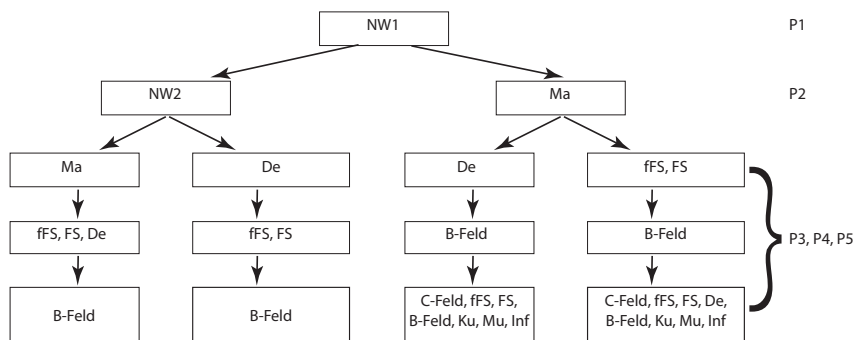 NW1
P1
NW2
Ma
P2
Ma
De
De
fFS, FS
fFS, FS, De
fFS, FS
B-Feld
B-Feld
P3, P4, P5
B-Feld
B-Feld
C-Feld, fFS, FS,
B-Feld, Ku, Mu, Inf
C-Feld, fFS, FS, De,
B-Feld, Ku, Mu, Inf